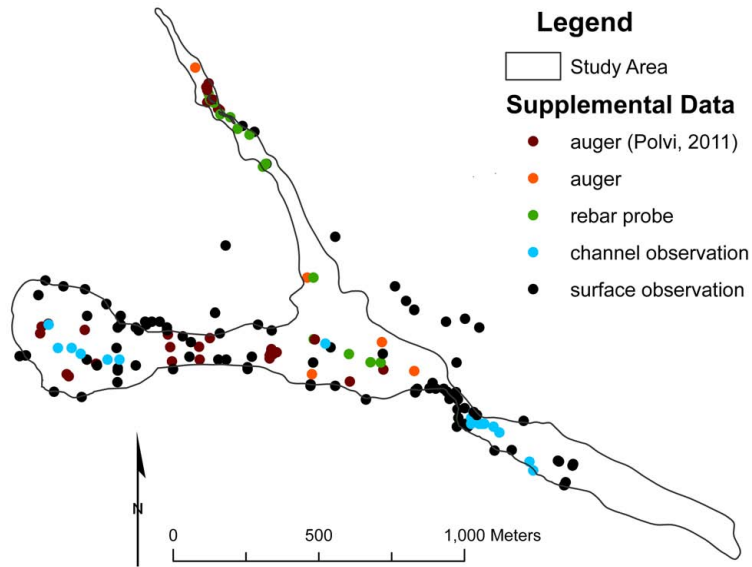 Legend
Study Area
Supplemental Data
auger (Polvi, 2011)
auger
rebar probe
channel observation
surface observation
N
0 500 1,000 Meters